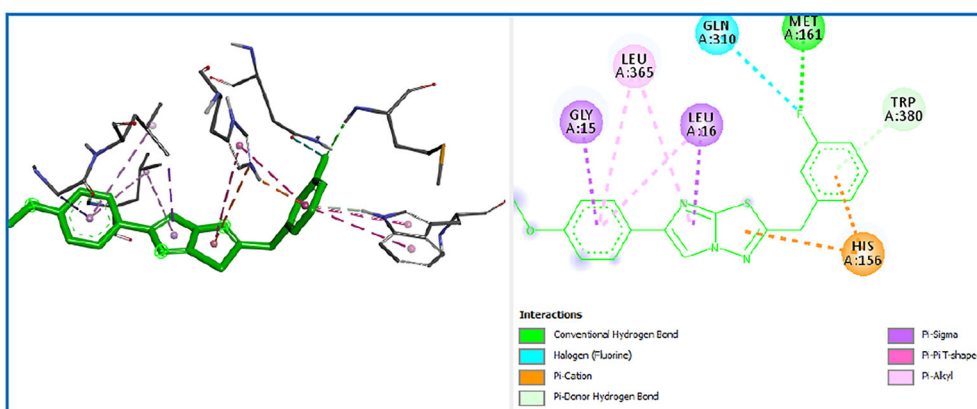 GLN
A:310
MET
A:161
LEU
A:365
GLY
A:15
LEU
A:16
TRP
A:380
F
N
S
O
N
N
HIS
A:156
Interactions
Conventional Hydrogen Bond
Halogen (Fluorine)
Pi-Cation
Pi-Donor Hydrogen Bond
Pi-Sigma
Pi-Pi T-shape
Pi-Alkyl